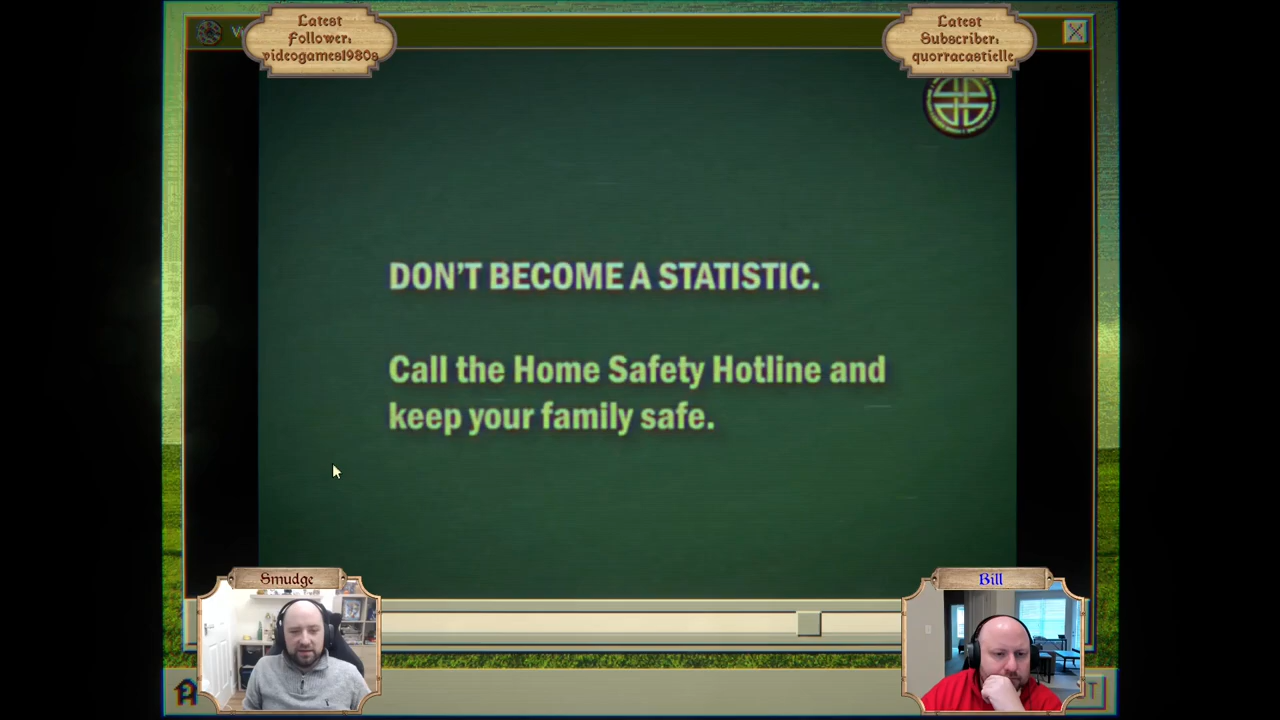 Latest
Follower:
videogames1980s
Latest
Subscriber:
quorracastielle
DON'T BECOME A STATISTIC.
Call the Home Safety Hotline and
keep your family safe.
Smudge
Bill